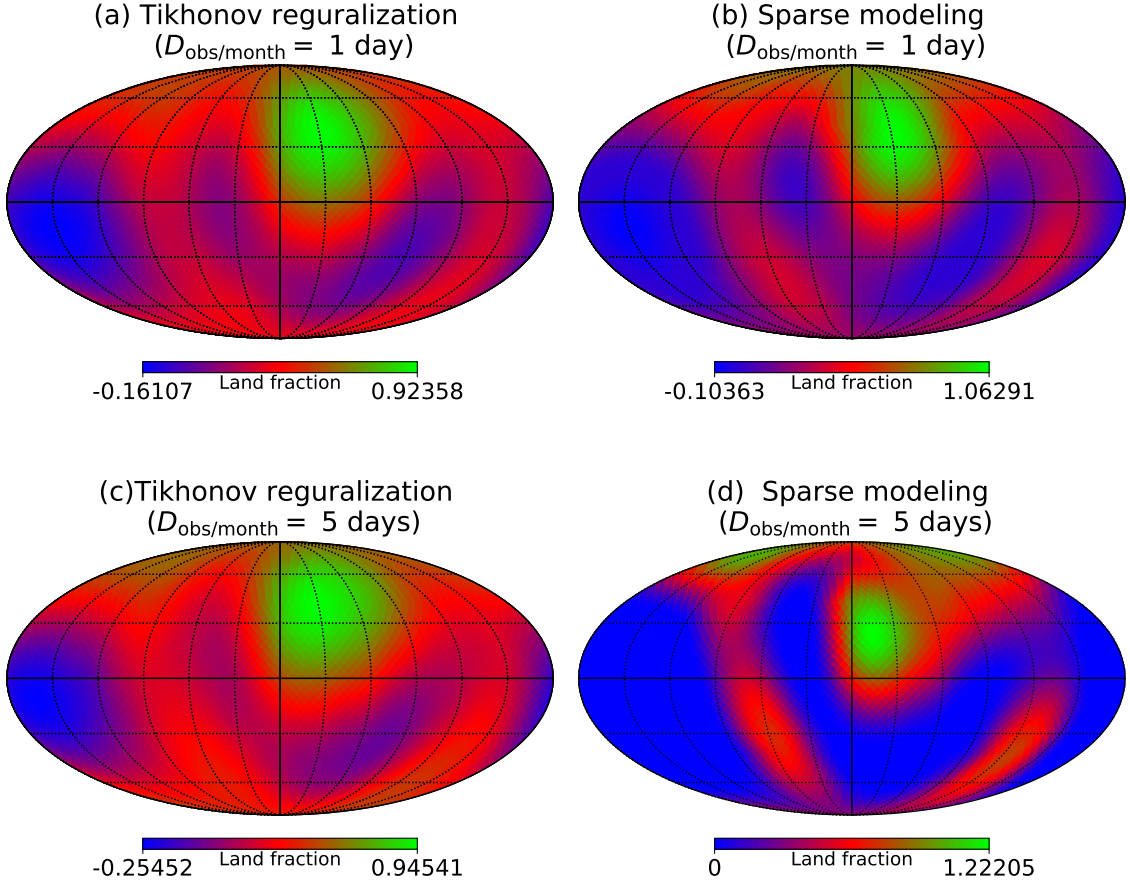 (a) Tikhonov reguralization
(D_obs/month = 1 day)
(b) Sparse modeling
(D_obs/month = 1 day)
-0.16107 Land fraction 0.92358
-0.10363 Land fraction 1.06291
(c)Tikhonov reguralization
(D_obs/month = 5 days)
(d) Sparse modeling
(D_obs/month = 5 days)
-0.25452 Land fraction 0.94541
0 Land fraction 1.22205